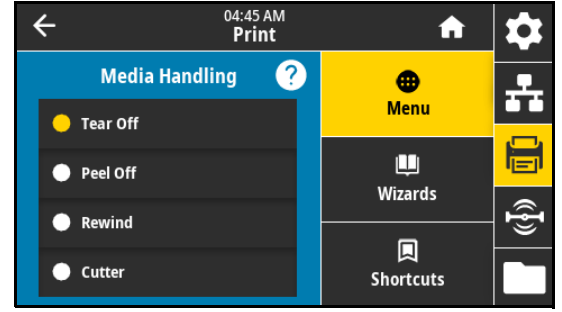 04:45 AM
Print
Media Handling
?
Tear Off
Peel Off
Rewind
Cutter
Menu
Wizards
Shortcuts